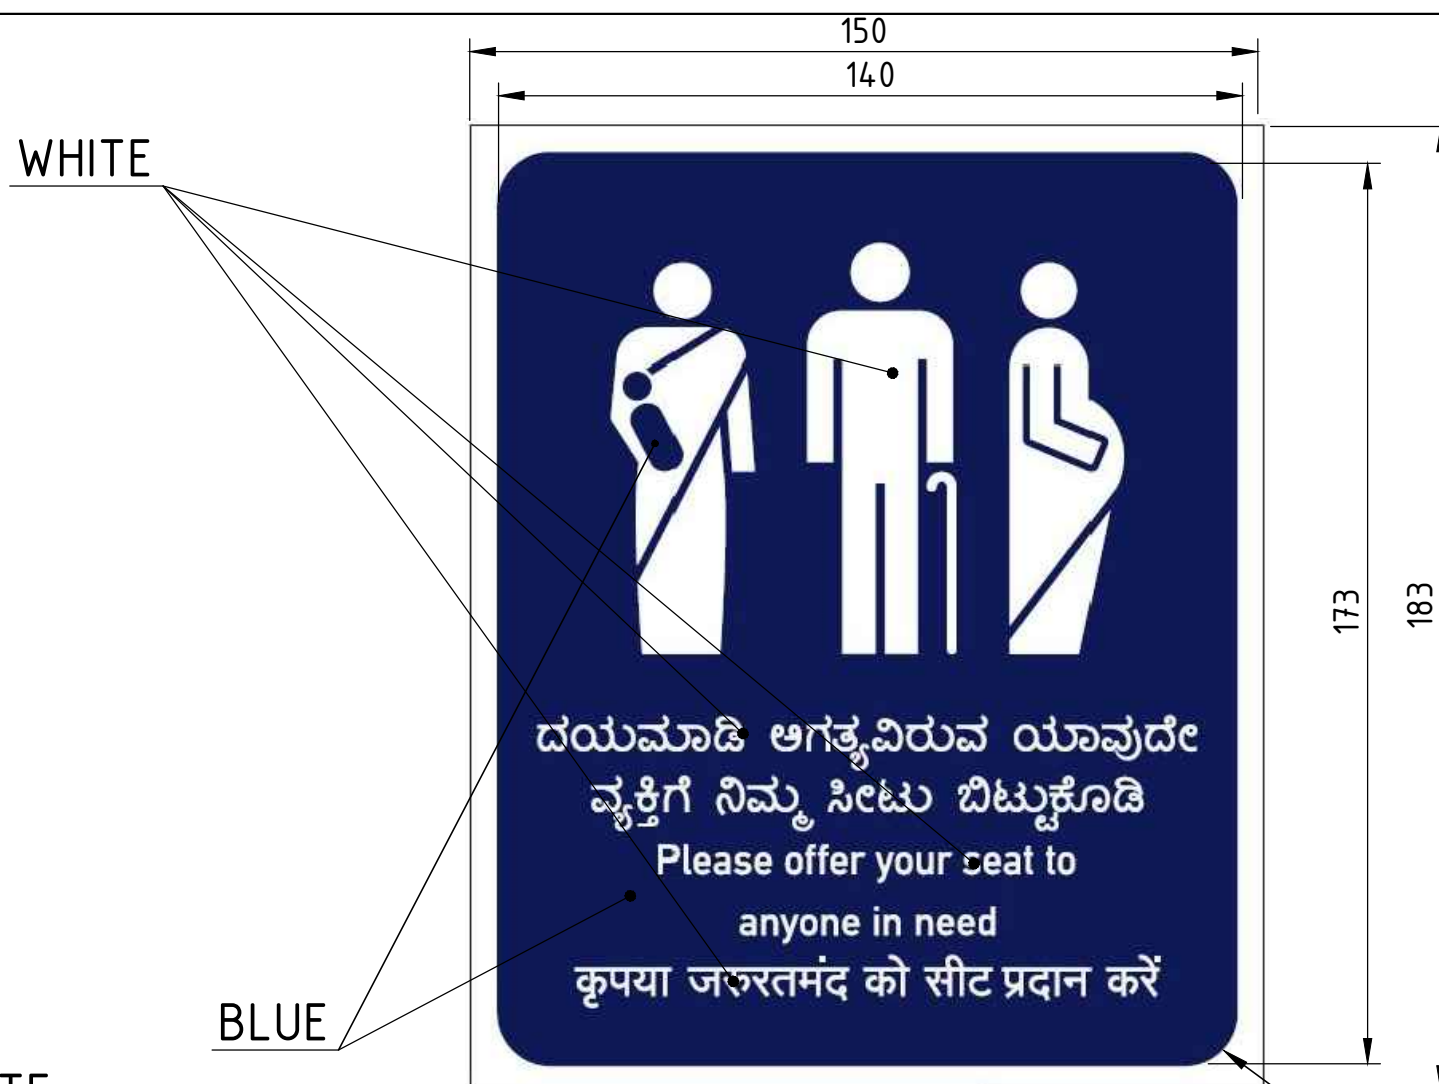 150
140
WHITE
173
183
ದಯಮಾಡಿ ಅಗತ್ಯವಿರುವ ಯಾವುದೇ
ವ್ಯಕ್ತಿಗೆ ನಿಮ್ಮ ಸೀಟು ಬಿಟ್ಟುಕೊಡಿ
Please offer your seat to
anyone in need
कृपया जरुरतमंद को सीट प्रदान करें
BLUE